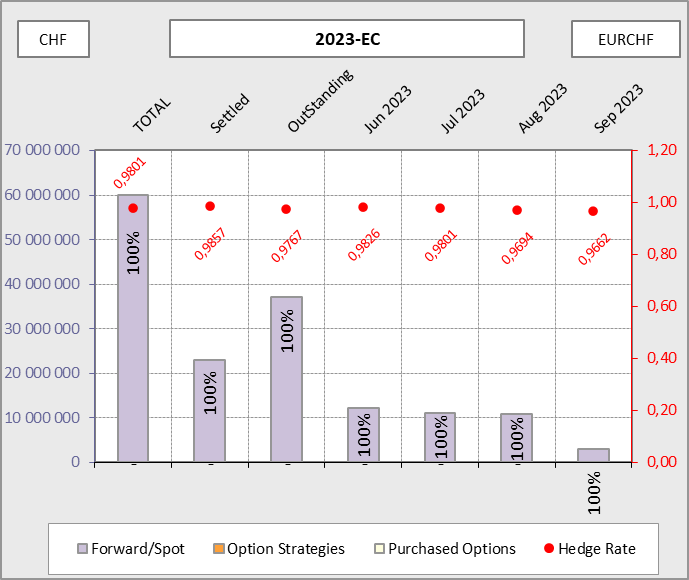 CHF
2023-EC
EURCHF
TOTAL
Settled
OutStanding
Jun 2023
Jul 2023
Aug 2023
Sep 2023
70 000 000
60 000 000
50 000 000
40 000 000
30 000 000
20 000 000
10 000 000
0
1,20
1,00
0,80
0,60
0,40
0,20
0,00
0,9801
0,9857
0,9767
0,9826
0,9801
0,9694
0,9662
100%
100%
100%
100%
100%
100%
100%
Forward/Spot
Option Strategies
Purchased Options
Hedge Rate